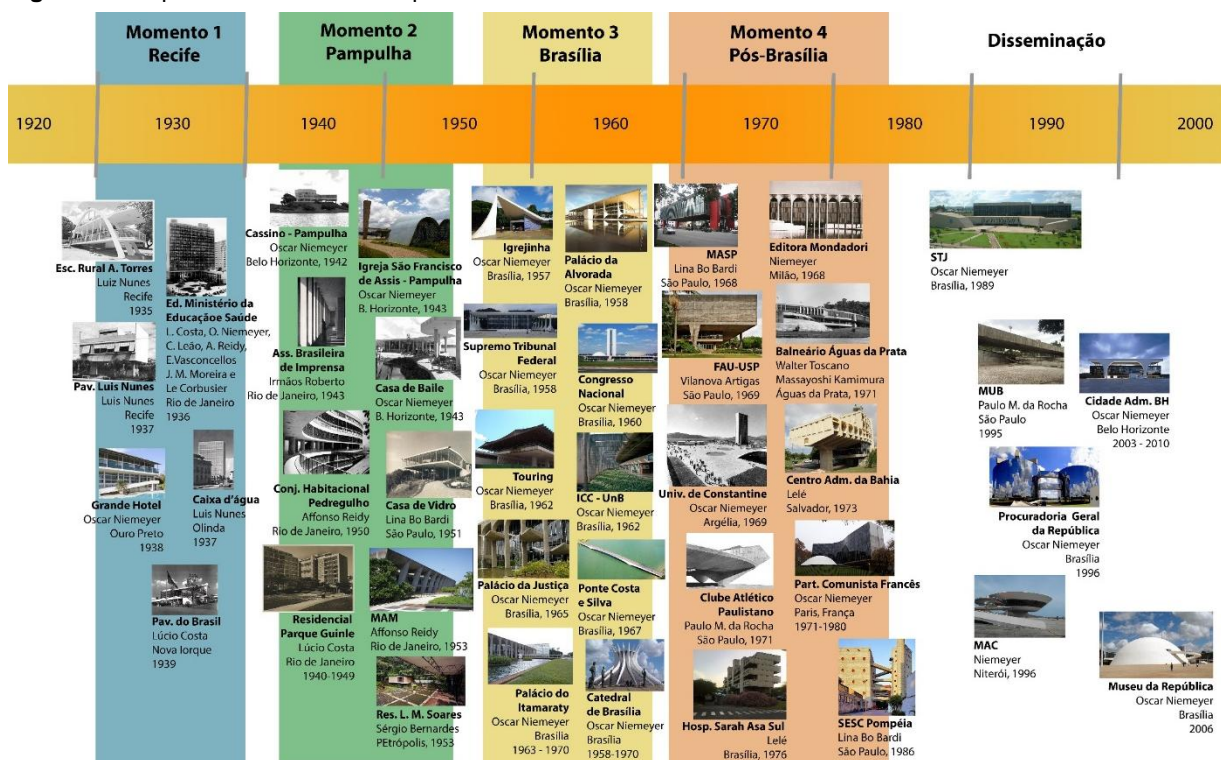 Momento 1
Recife
Momento 2
Pampulha
Momento 3
Brasília
Momento 4
Pós-Brasília
Disseminação
1920
1930
1940
1950
1960
1970
1980
1990
2000
Esc. Rural A. Torres
Luiz Nunes
Recife
1935
Pav. Luis Nunes
Luis Nunes
Recife
1937
Grande Hotel
Oscar Niemeyer
Ouro Preto
1938
Ed. Ministério da
Educaçãoe Saúde
L. Costa, O. Niemeyer,
C. Leão, A. Reidy,
E.Vasconcellos
J. M. Moreira e
Le Corbusier
Rio de Janeiro
1936
Caixa d'água
Luis Nunes
Olinda
1937
Pav. do Brasil
Lúcio Costa
Nova Iorque
1939
Cassino - Pampulha
Oscar Niemeyer
Belo Horizonte, 1942
Ass. Brasileira
de Imprensa
Irmãos Roberto
Rio de Janeiro, 1943
Conj. Habitacional
Pedregulho
Affonso Reidy
Rio de Janeiro, 1950
Residencial
Parque Guinle
Lúcio Costa
Rio de Janeiro
1940-1949
Igreja São Francisco
de Assis - Pampulha
Oscar Niemeyer
B. Horizonte, 1943
Casa de Baile
Oscar Niemeyer
B. Horizonte, 1943
Casa de Vidro
Lina Bo Bardi
São Paulo, 1951
MAM
Affonso Reidy
Rio de Janeiro, 1953
Res. L. M. Soares
Sérgio Bernardes
PEtrópolis, 1953
Igrejinha
Oscar Niemeyer
Brasília, 1957
Supremo Tribunal
Federal
Oscar Niemeyer
Brasília, 1958
Touring
Oscar Niemeyer
Brasília, 1962
Palácio da Justiça
Oscar Niemeyer
Brasília, 1965
Palácio do
Itamaraty
Oscar Niemeyer
Brasilia
1963 - 1970
Palácio da
Alvorada
Oscar Niemeyer
Brasília, 1958
Congresso
Nacional
Oscar Niemeyer
Brasília, 1960
ICC - UnB
Oscar Niemeyer
Brasília, 1962
Ponte Costa
e Silva
Oscar Niemeyer
Brasília, 1967
Catedral
de Brasília
Oscar Niemeyer
Brasília
1958-1970
MASP
Lina Bo Bardi
São Paulo, 1968
FAU-USP
Vilanova Artigas
São Paulo, 1969
Univ. de Constantine
Oscar Niemeyer
Argélia, 1969
Clube Atlético
Paulistano
Paulo M. da Rocha
São Paulo, 1971
Hosp. Sarah Asa Sul
Lelé
Brasília, 1976
Editora Mondadori
Niemeyer
Milão, 1968
Balneário Águas da Prata
Walter Toscano
Massayoshi Kamimura
Águas da Prata, 1971
Centro Adm. da Bahia
Lelé
Salvador, 1973
Part. Comunista Francês
Oscar Niemeyer
Paris, França
1971-1980
SESC Pompéia
Lina Bo Bardi
São Paulo, 1986
STJ
Oscar Niemeyer
Brasília, 1989
MUB
Paulo M. da Rocha
São Paulo
1995
Cidade Adm. BH
Oscar Niemeyer
Belo Horizonte
2003 - 2010
Procuradoria Geral
da República
Oscar Niemeyer
Brasília
1996
MAC
Niemeyer
Niterói, 1996
Museu da República
Oscar Niemeyer
Brasília
2006